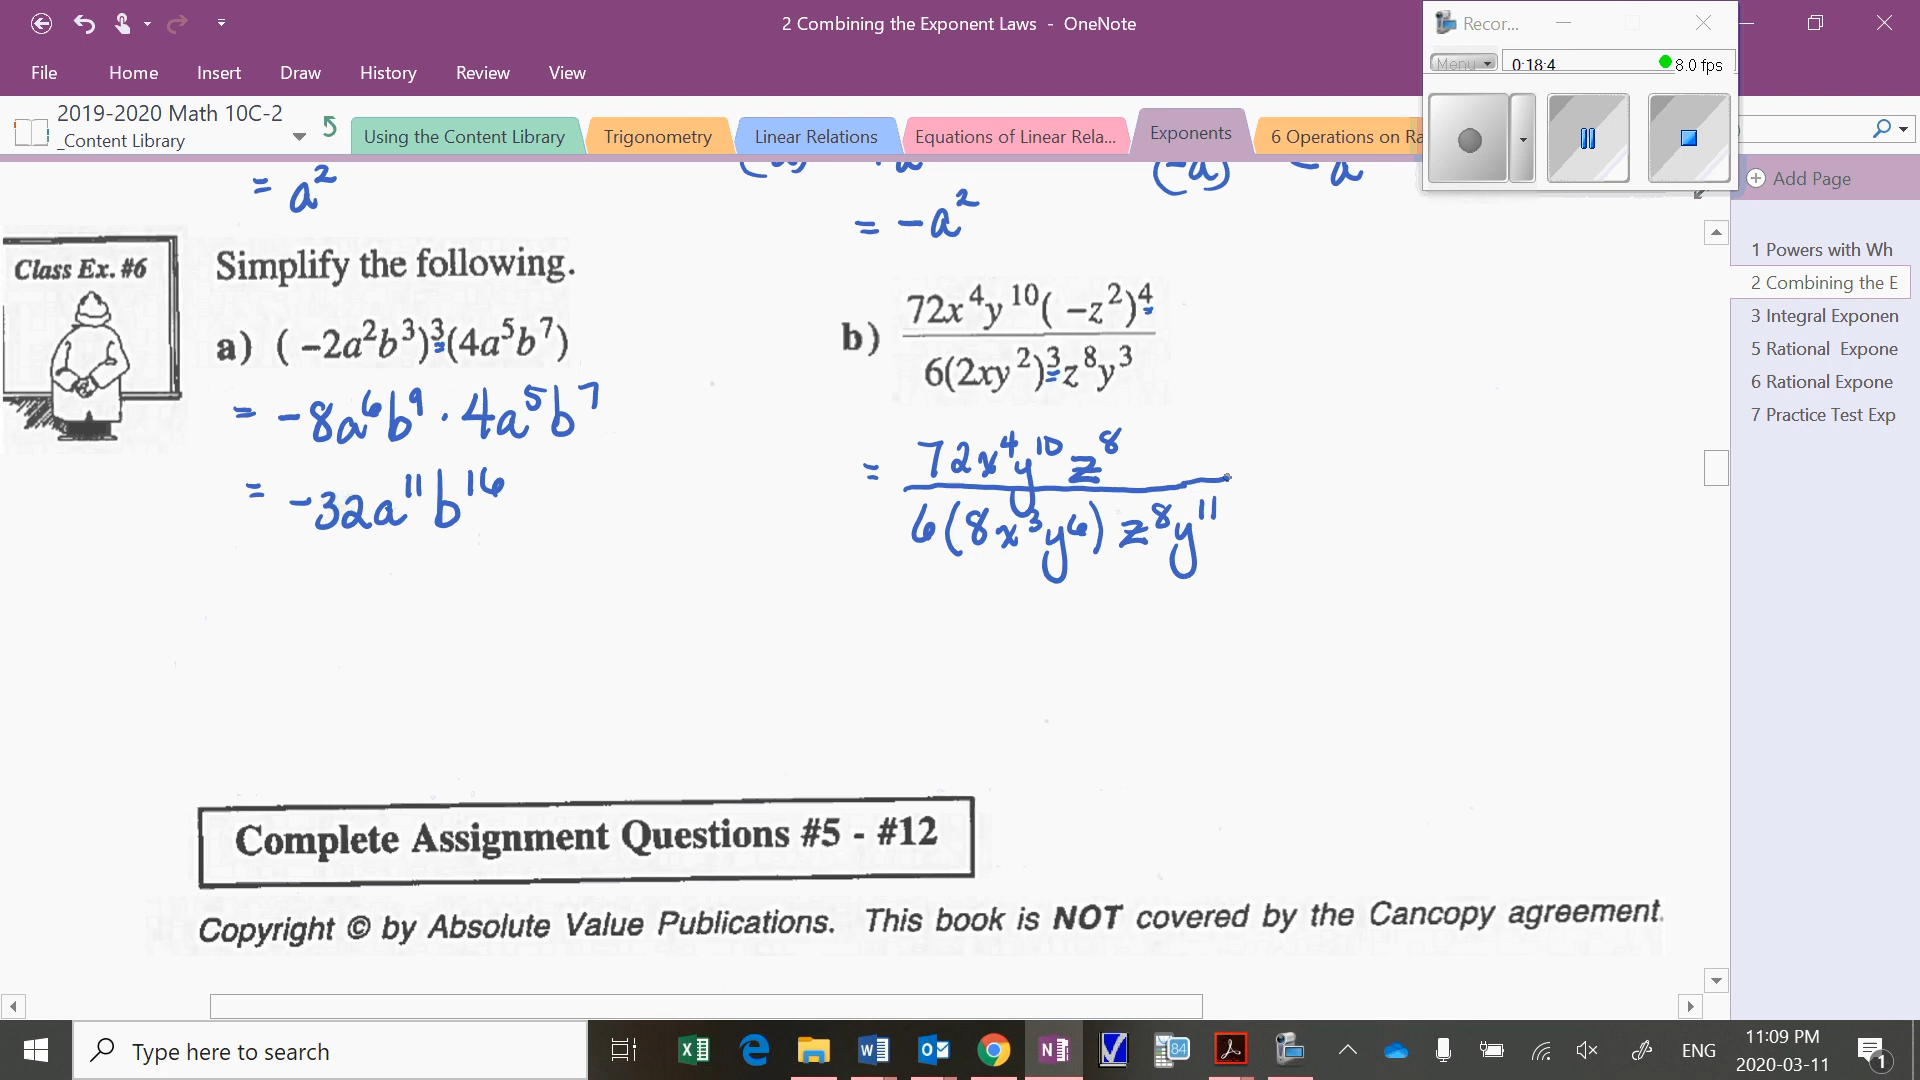 2 Combining the Exponent Laws - OneNote
File Home Insert Draw History Review View
Recor...
Menu 0:18:4 8.0 fps
2019-2020 Math 10C-2
_Content Library
Using the Content Library Trigonometry Linear Relations Equations of Linear Rela... Exponents 6 Operations on Ra
Add Page
1 Powers with Wh
2 Combining the E
3 Integral Exponen
5 Rational Expone
6 Rational Expone
7 Practice Test Exp
= a²
(-a) -a
= -a²
Class Ex. #6
Simplify the following.
a) (-2a²b³)³(4a⁵b⁷)
= -8a⁶b⁹ · 4a⁵b⁷
= -32a¹¹b¹⁶
b) 72x⁴y¹⁰(-z²)⁴
6(2xy²)³z⁸y³
= 72x⁴y¹⁰z⁸
6(8x³y⁶)z⁸y¹¹
Complete Assignment Questions #5 - #12
Copyright © by Absolute Value Publications. This book is NOT covered by the Cancopy agreement.
Type here to search
84
ENG
11:09 PM
2020-03-11
1